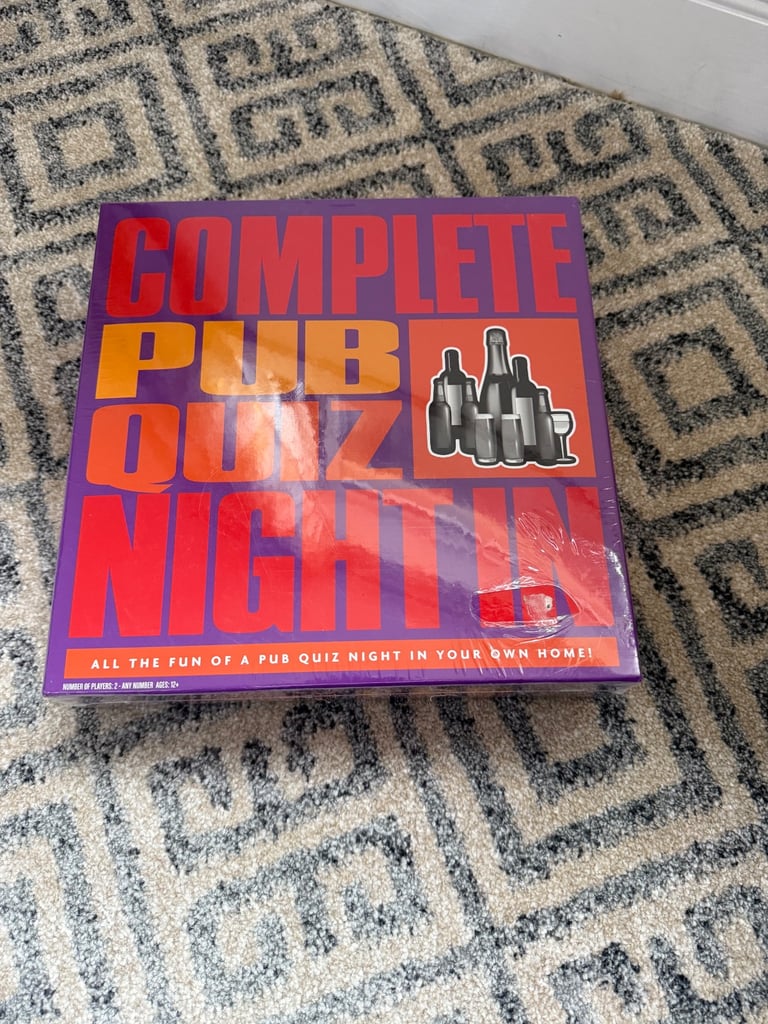 COMPLETE
PUB
QUIZ
NIGHT IN
ALL THE FUN OF A PUB QUIZ NIGHT IN YOUR OWN HOME!
NUMBER OF PLAYERS: 2 - ANY NUMBER AGES: 12+